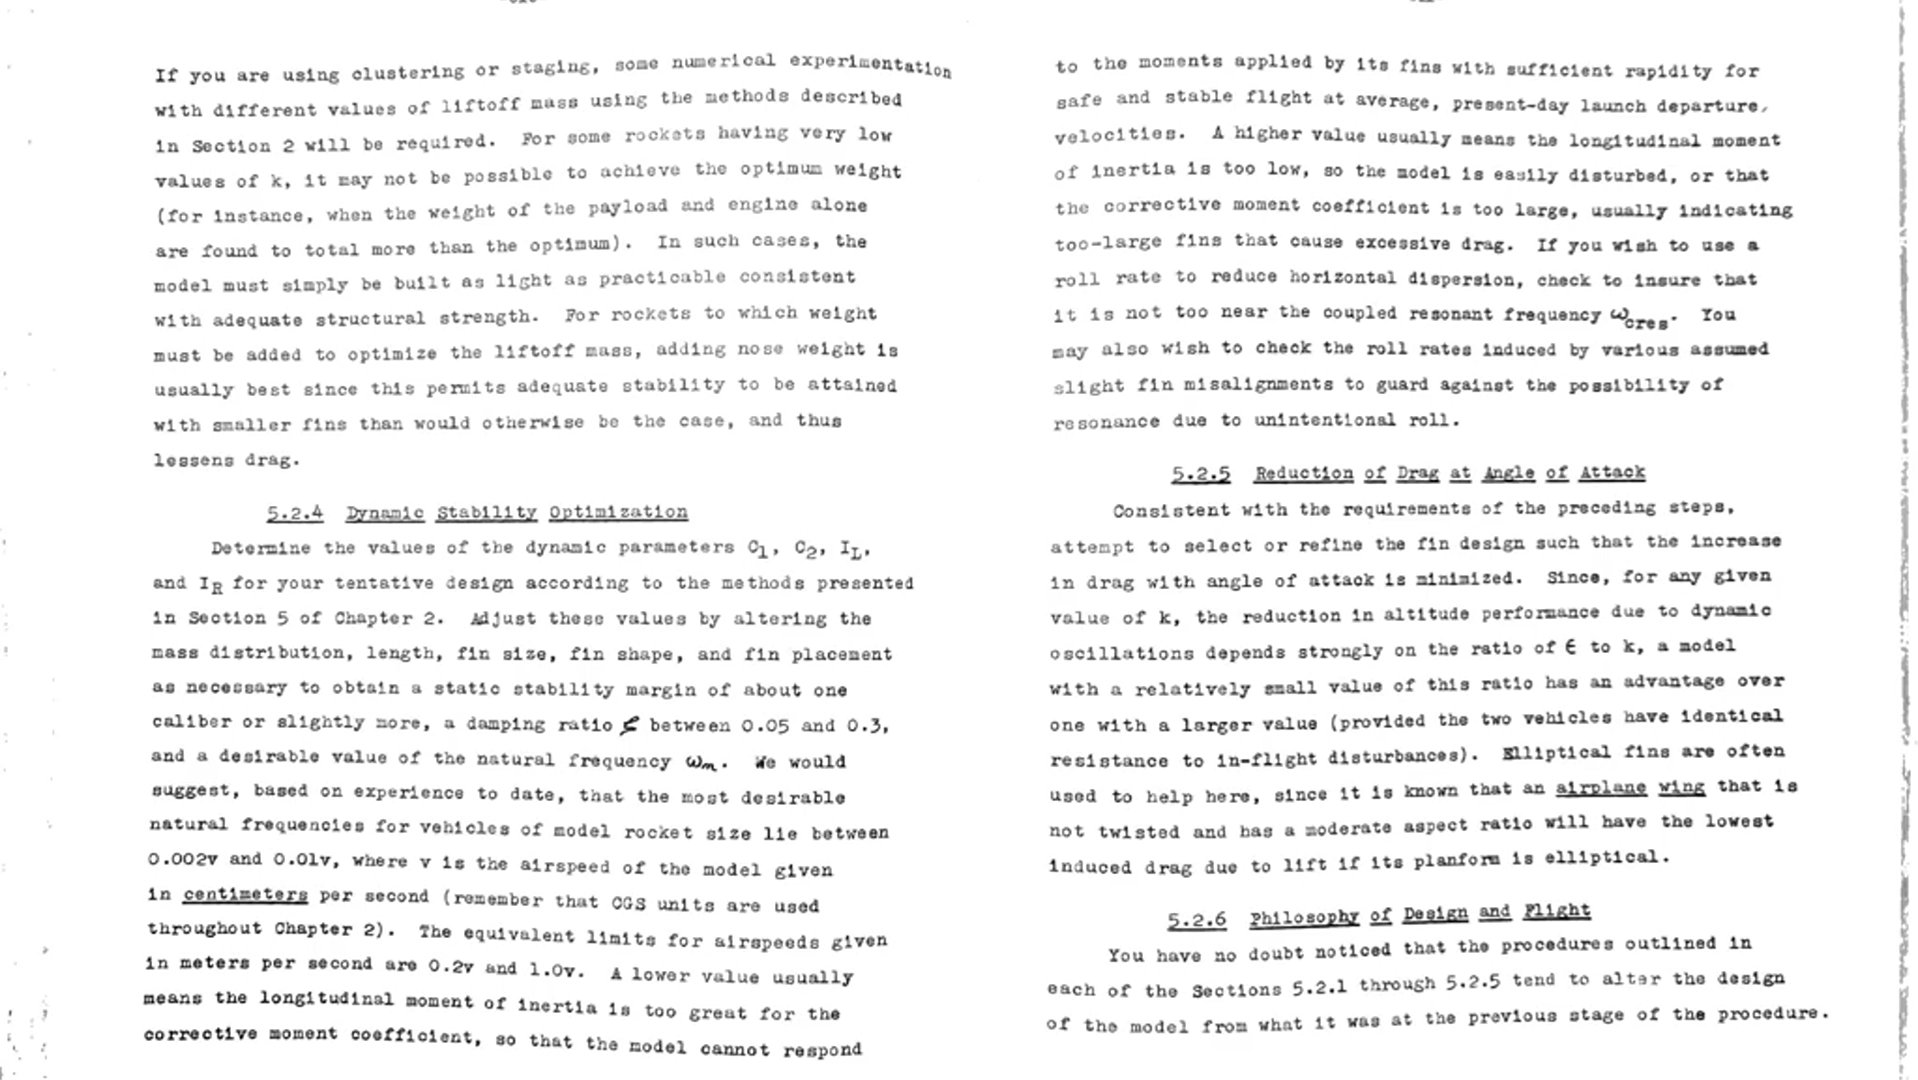 If you are using clustering or staging, some numerical experimentation
with different values of liftoff mass using the methods described
in Section 2 will be required. For some rockets having very low
values of k, it may not be possible to achieve the optimum weight
(for instance, when the weight of the payload and engine alone
are found to total more than the optimum). In such cases, the
model must simply be built as light as practicable consistent
with adequate structural strength. For rockets to which weight
must be added to optimize the liftoff mass, adding nose weight is
usually best since this permits adequate stability to be attained
with smaller fins than would otherwise be the case, and thus
lessens drag.
5.2.4 Dynamic Stability Optimization
Determine the values of the dynamic parameters C1, C2, IL,
and IR for your tentative design according to the methods presented
in Section 5 of Chapter 2. Adjust these values by altering the
mass distribution, length, fin size, fin shape, and fin placement
as necessary to obtain a static stability margin of about one
caliber or slightly more, a damping ratio ζ between 0.05 and 0.3,
and a desirable value of the natural frequency ωn. We would
suggest, based on experience to date, that the most desirable
natural frequencies for vehicles of model rocket size lie between
0.002v and 0.01v, where v is the airspeed of the model given
in centimeters per second (remember that CGS units are used
throughout Chapter 2). The equivalent limits for airspeeds given
in meters per second are 0.2v and 1.0v. A lower value usually
means the longitudinal moment of inertia is too great for the
corrective moment coefficient, so that the model cannot respond
to the moments applied by its fins with sufficient rapidity for
safe and stable flight at average, present-day launch departure,
velocities. A higher value usually means the longitudinal moment
of inertia is too low, so the model is easily disturbed, or that
the corrective moment coefficient is too large, usually indicating
too-large fins that cause excessive drag. If you wish to use a
roll rate to reduce horizontal dispersion, check to insure that
it is not too near the coupled resonant frequency ωcres. You
may also wish to check the roll rates induced by various assumed
slight fin misalignments to guard against the possibility of
resonance due to unintentional roll.
5.2.5 Reduction of Drag at Angle of Attack
Consistent with the requirements of the preceding steps,
attempt to select or refine the fin design such that the increase
in drag with angle of attack is minimized. Since, for any given
value of k, the reduction in altitude performance due to dynamic
oscillations depends strongly on the ratio of ϵ to k, a model
with a relatively small value of this ratio has an advantage over
one with a larger value (provided the two vehicles have identical
resistance to in-flight disturbances). Elliptical fins are often
used to help here, since it is known that an airplane wing that is
not twisted and has a moderate aspect ratio will have the lowest
induced drag due to lift if its planform is elliptical.
5.2.6 Philosophy of Design and Flight
You have no doubt noticed that the procedures outlined in
each of the Sections 5.2.1 through 5.2.5 tend to alter the design
of the model from what it was at the previous stage of the procedure.